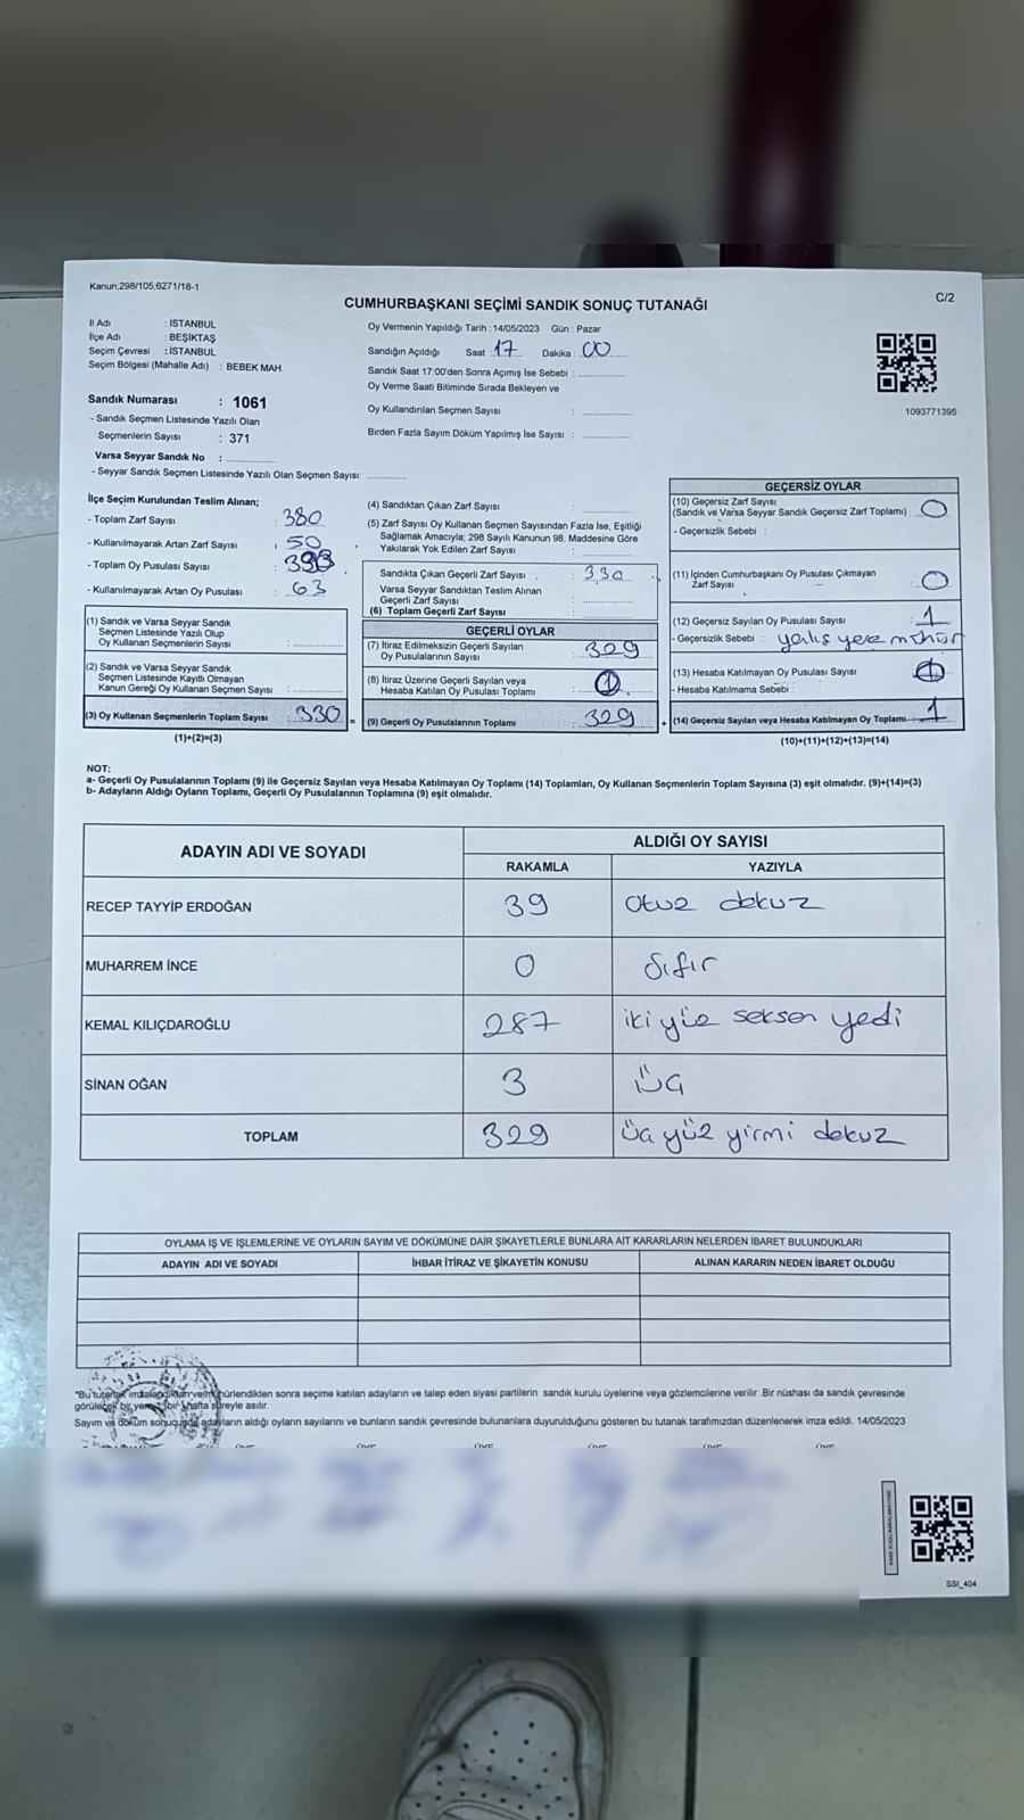 Kanun:298/105,6271/18-1
C/2
CUMHURBAŞKANI SEÇİMİ SANDIK SONUÇ TUTANAĞI
İl Adı : İSTANBUL
İlçe Adı : BEŞİKTAŞ
Seçim Çevresi : İSTANBUL
Seçim Bölgesi (Mahalle Adı) : BEBEK MAH.
Sandık Numarası : 1061
- Sandık Seçmen Listesinde Yazılı Olan
Seçmenlerin Sayısı : 371
Varsa Seyyar Sandık No :
- Seyyar Sandık Seçmen Listesinde Yazılı Olan Seçmen Sayısı:
Oy Vermenin Yapıldığı Tarih : 14/05/2023 Gün : Pazar
Sandığın Açıldığı Saat 17 Dakika : 00
Sandık Saat 17:00'den Sonra Açımış İse Sebebi :
Oy Verme Saati Bitiminde Sırada Bekleyen ve
Oy Kullandırılan Seçmen Sayısı :
Birden Fazla Sayım Döküm Yapılmış İse Sayısı :
1093771396
İlçe Seçim Kurulundan Teslim Alınan;
- Toplam Zarf Sayısı : 380
- Kullanılmayarak Artan Zarf Sayısı : 50
- Toplam Oy Pusulası Sayısı : 393
- Kullanılmayarak Artan Oy Pusulası : 63
(1) Sandık ve Varsa Seyyar Sandık
Seçmen Listesinde Yazılı Olup
Oy Kullanan Seçmenlerin Sayısı :
(2) Sandık ve Varsa Seyyar Sandık
Seçmen Listesinde Kayıtlı Olmayan
Kanun Gereği Oy Kullanan Seçmen Sayısı :
(3) Oy Kullanan Seçmenlerin Toplam Sayısı : 330
(1)+(2)=(3)
(4) Sandıktan Çıkan Zarf Sayısı :
(5) Zarf Sayısı Oy Kullanan Seçmen Sayısından Fazla İse, Eşitliği
Sağlamak Amacıyla; 298 Sayılı Kanunun 98. Maddesine Göre
Yakılarak Yok Edilen Zarf Sayısı :
Sandıkta Çıkan Geçerli Zarf Sayısı : 330
Varsa Seyyar Sandıktan Teslim Alınan
Geçerli Zarf Sayısı :
(6) Toplam Geçerli Zarf Sayısı :
GEÇERLİ OYLAR
(7) İtiraz Edilmeksizin Geçerli Sayılan
Oy Pusulalarının Sayısı : 329
(8) İtiraz Üzerine Geçerli Sayılan veya
Hesaba Katılan Oy Pusulası Toplamı :
(9) Geçerli Oy Pusulalarının Toplamı : 329
GEÇERSİZ OYLAR
(10) Geçersiz Zarf Sayısı
(Sandık ve Varsa Seyyar Sandık Geçersiz Zarf Toplamı) : 0
- Geçersizlik Sebebi :
(11) İçinden Cumhurbaşkanı Oy Pusulası Çıkmayan
Zarf Sayısı : 0
(12) Geçersiz Sayılan Oy Pusulası Sayısı : 1
- Geçersizlik Sebebi : yalış yere mühür
(13) Hesaba Katılmayan Oy Pusulası Sayısı :
- Hesaba Katılmama Sebebi :
(14) Geçersiz Sayılan veya Hesaba Katılmayan Oy Toplamı 1
(10)+(11)+(12)+(13)=(14)
NOT:
a- Geçerli Oy Pusulalarının Toplamı (9) ile Geçersiz Sayılan veya Hesaba Katılmayan Oy Toplamı (14) Toplamları, Oy Kullanan Seçmenlerin Toplam Sayısına (3) eşit olmalıdır. (9)+(14)=(3)
b- Adayların Aldığı Oyların Toplamı, Geçerli Oy Pusulalarının Toplamına (9) eşit olmalıdır.
ADAYIN ADI VE SOYADI
ALDIĞI OY SAYISI
RAKAMLA YAZIYLA
RECEP TAYYİP ERDOĞAN 39 otuz dokuz
MUHARREM İNCE 0 sıfır
KEMAL KILIÇDAROĞLU 287 iki yüz seksen yedi
SİNAN OĞAN 3 üç
TOPLAM 329 üç yüz yirmi dokuz
OYLAMA İŞ VE İŞLEMLERİNE VE OYLARIN SAYIM VE DÖKÜMÜNE DAİR ŞİKAYETLERLE BUNLARA AİT KARARLARIN NELERDEN İBARET BULUNDUKLARI
ADAYIN ADI VE SOYADI İHBAR İTİRAZ VE ŞİKAYETİN KONUSU ALINAN KARARIN NEDEN İBARET OLDUĞU
"Bu tutanak imzalandıktan ve mühürlendikten sonra seçime katılan adayların ve talep eden siyasi partilerin sandık kurulu üyelerine veya gözlemcilerine verilir. Bir nüshası da sandık çevresinde
görülecek bir yere bir hafta süreyle asılır.
Sayım ve döküm sonucunda adayların aldığı oyların sayılarını ve bunların sandık çevresinde bulunanlara duyurulduğunu gösteren bu tutanak tarafımızdan düzenlenerek imza edildi. 14/05/2023
SSI_404